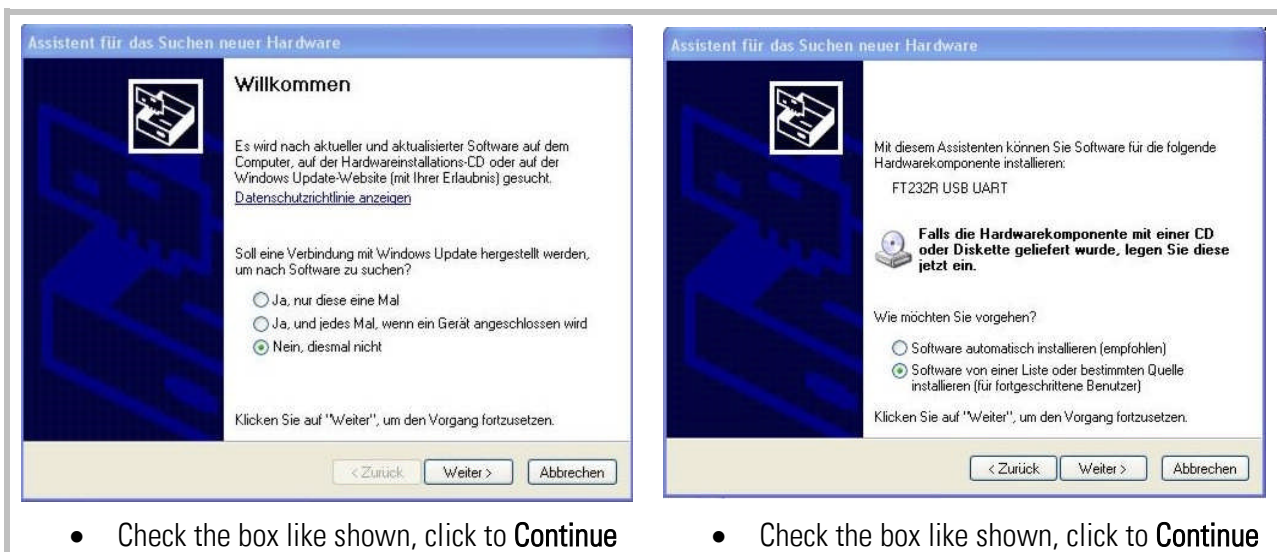 Assistent für das Suchen neuer Hardware
Willkommen
Es wird nach aktueller und aktualisierter Software auf dem
Computer, auf der Hardwareinstallations-CD oder auf der
Windows Update-Website (mit Ihrer Erlaubnis) gesucht.
Datenschutzrichtlinie anzeigen
Soll eine Verbindung mit Windows Update hergestellt werden,
um nach Software zu suchen?
Ja, nur diese eine Mal
Ja, und jedes Mal, wenn ein Gerät angeschlossen wird
Nein, diesmal nicht
Klicken Sie auf "Weiter", um den Vorgang fortzusetzen.
< Zurück
Weiter >
Abbrechen
• Check the box like shown, click to Continue
Assistent für das Suchen neuer Hardware
Mit diesem Assistenten können Sie Software für die folgende
Hardwarekomponente installieren:
FT232R USB UART
Falls die Hardwarekomponente mit einer CD
oder Diskette geliefert wurde, legen Sie diese
jetzt ein.
Wie möchten Sie vorgehen?
Software automatisch installieren (empfohlen)
Software von einer Liste oder bestimmten Quelle
installieren (für fortgeschrittene Benutzer)
Klicken Sie auf "Weiter", um den Vorgang fortzusetzen.
< Zurück
Weiter >
Abbrechen
• Check the box like shown, click to Continue